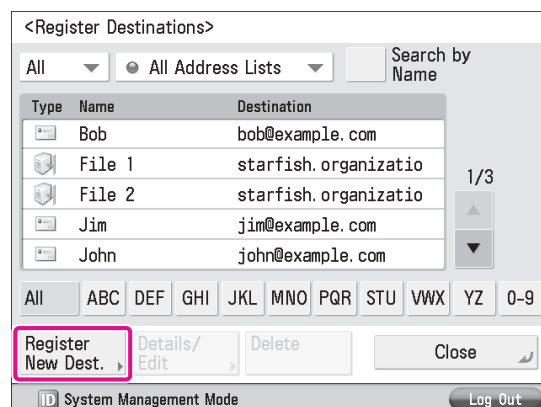 <Register Destinations>
All All Address Lists Search by Name
Type Name Destination
Bob bob@example.com
File 1 starfish.organizatio
File 2 starfish.organizatio
1/3
Jim jim@example.com
John john@example.com
All ABC DEF GHI JKL MNO PQR STU VWX YZ 0-9
Register New Dest. Details/ Edit Delete Close
ID System Management Mode Log Out